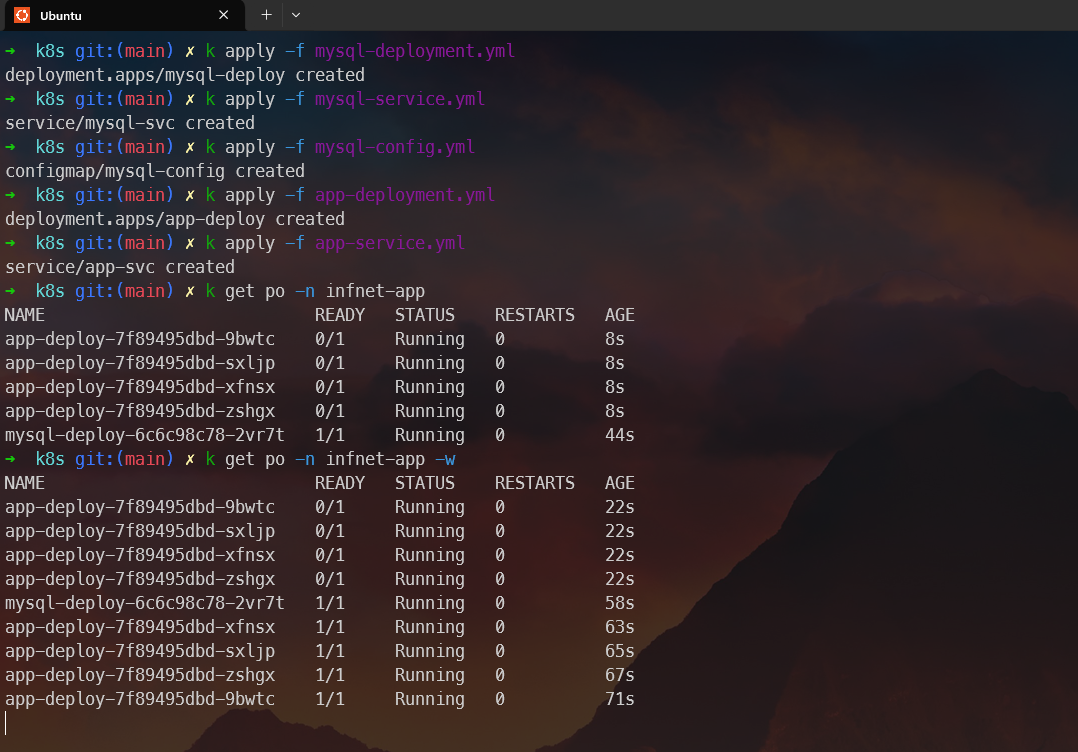 Ubuntu
➜  k8s git:(main) ✗ k apply -f mysql-deployment.yml
deployment.apps/mysql-deploy created
➜  k8s git:(main) ✗ k apply -f mysql-service.yml
service/mysql-svc created
➜  k8s git:(main) ✗ k apply -f mysql-config.yml
configmap/mysql-config created
➜  k8s git:(main) ✗ k apply -f app-deployment.yml
deployment.apps/app-deploy created
➜  k8s git:(main) ✗ k apply -f app-service.yml
service/app-svc created
➜  k8s git:(main) ✗ k get po -n infnet-app
NAME                           READY   STATUS    RESTARTS   AGE
app-deploy-7f89495dbd-9bwtc    0/1     Running   0          8s
app-deploy-7f89495dbd-sxljp    0/1     Running   0          8s
app-deploy-7f89495dbd-xfnsx    0/1     Running   0          8s
app-deploy-7f89495dbd-zshgx    0/1     Running   0          8s
mysql-deploy-6c6c98c78-2vr7t   1/1     Running   0          44s
➜  k8s git:(main) ✗ k get po -n infnet-app -w
NAME                           READY   STATUS    RESTARTS   AGE
app-deploy-7f89495dbd-9bwtc    0/1     Running   0          22s
app-deploy-7f89495dbd-sxljp    0/1     Running   0          22s
app-deploy-7f89495dbd-xfnsx    0/1     Running   0          22s
app-deploy-7f89495dbd-zshgx    0/1     Running   0          22s
mysql-deploy-6c6c98c78-2vr7t   1/1     Running   0          58s
app-deploy-7f89495dbd-xfnsx    1/1     Running   0          63s
app-deploy-7f89495dbd-sxljp    1/1     Running   0          65s
app-deploy-7f89495dbd-zshgx    1/1     Running   0          67s
app-deploy-7f89495dbd-9bwtc    1/1     Running   0          71s